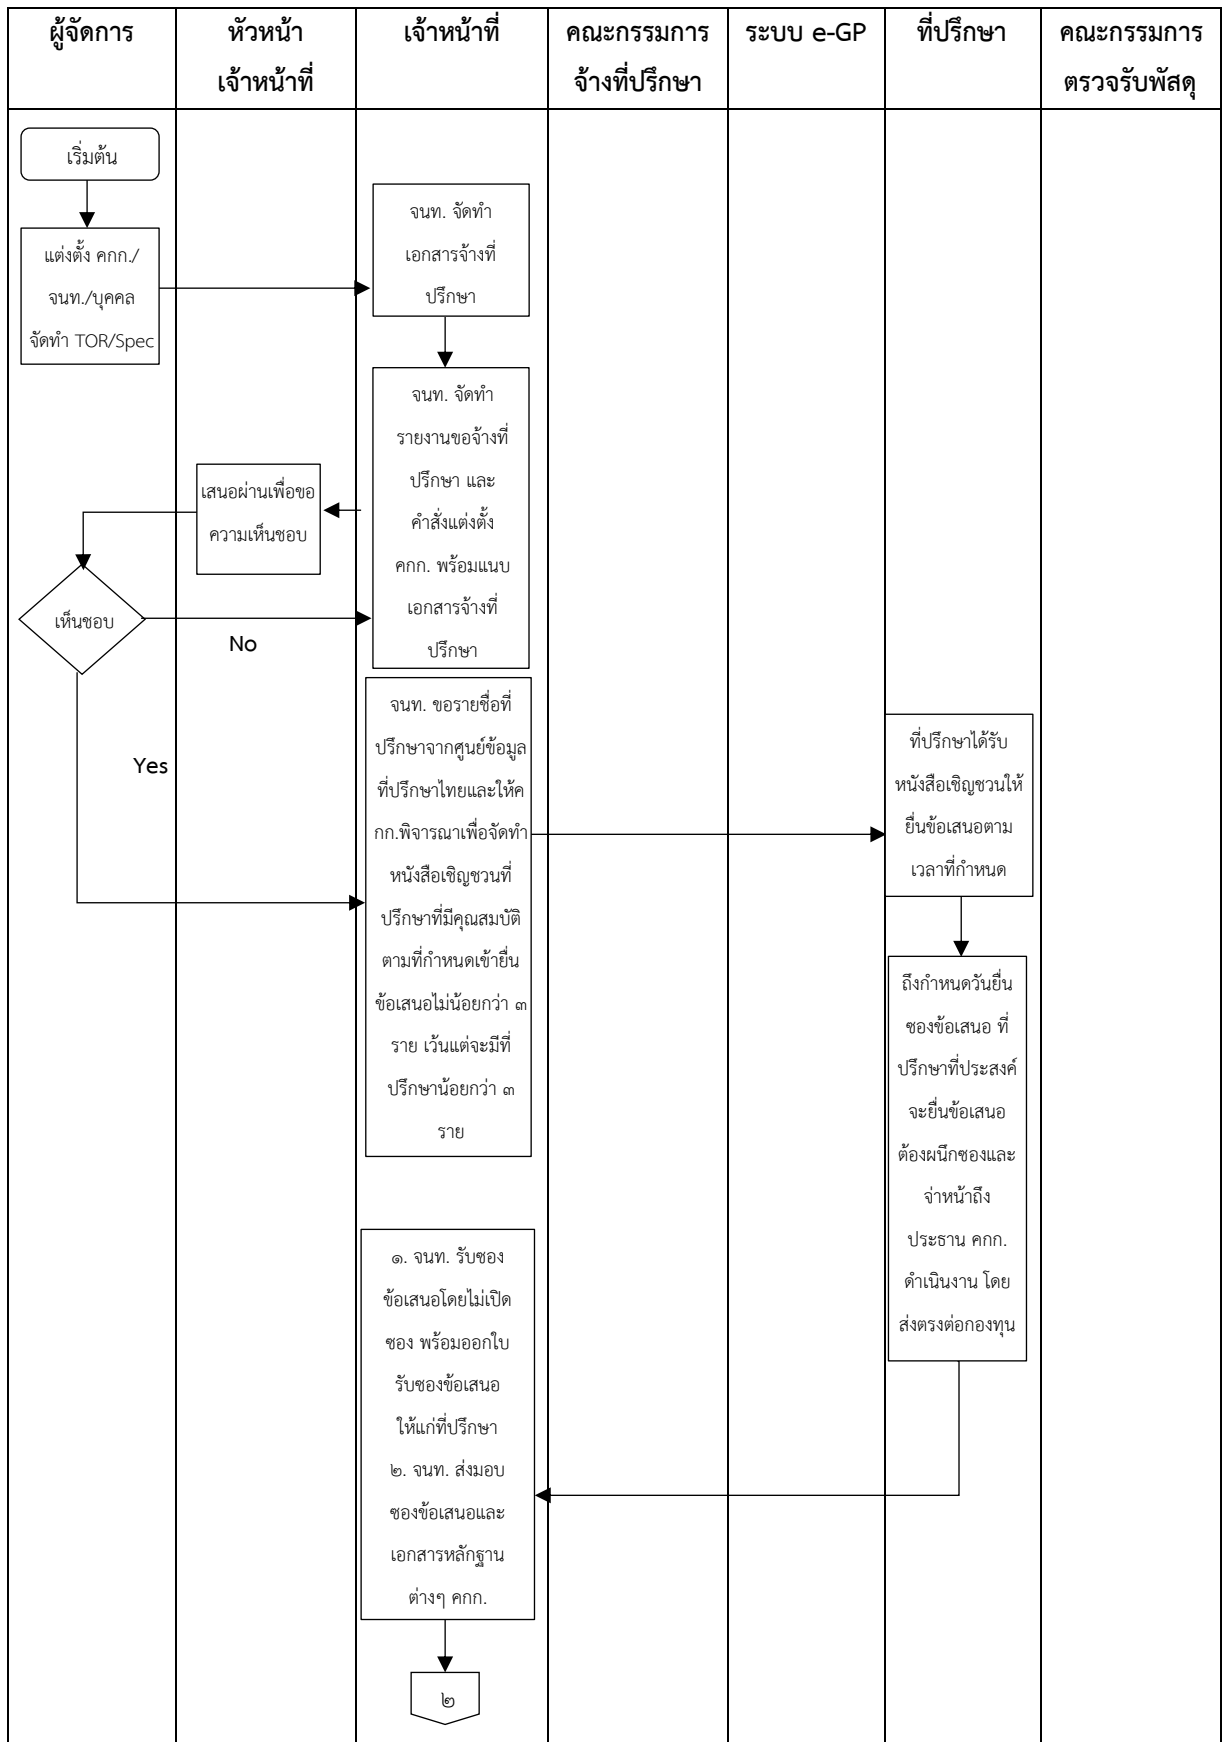 ผู้จัดการ
หัวหน้า
เจ้าหน้าที่
เจ้าหน้าที่
คณะกรรมการ
จ้างที่ปรึกษา
ระบบ e-GP
ที่ปรึกษา
คณะกรรมการ
ตรวจรับพัสดุ
เริ่มต้น
แต่งตั้ง คกก./
จนท./บุคคล
จัดทำ TOR/Spec
จนท. จัดทำ
เอกสารจ้างที่
ปรึกษา
จนท. จัดทำ
รายงานขอจ้างที่
ปรึกษา และ
คำสั่งแต่งตั้ง
คกก. พร้อมแนบ
เอกสารจ้างที่
ปรึกษา
เสนอผ่านเพื่อขอ
ความเห็นชอบ
เห็นชอบ
No
Yes
จนท. ขอรายชื่อที่
ปรึกษาจากศูนย์ข้อมูล
ที่ปรึกษาไทยและให้ค
กก.พิจารณาเพื่อจัดทำ
หนังสือเชิญชวนที่
ปรึกษาที่มีคุณสมบัติ
ตามที่กำหนดเข้ายื่น
ข้อเสนอไม่น้อยกว่า ๓
ราย เว้นแต่จะมีที่
ปรึกษาน้อยกว่า ๓
ราย
ที่ปรึกษาได้รับ
หนังสือเชิญชวนให้
ยื่นข้อเสนอตาม
เวลาที่กำหนด
ถึงกำหนดวันยื่น
ซองข้อเสนอ ที่
ปรึกษาที่ประสงค์
จะยื่นข้อเสนอ
ต้องผนึกซองและ
จ่าหน้าถึง
ประธาน คกก.
ดำเนินงาน โดย
ส่งตรงต่อกองทุน
๑. จนท. รับซอง
ข้อเสนอโดยไม่เปิด
ซอง พร้อมออกใบ
รับซองข้อเสนอ
ให้แก่ที่ปรึกษา
๒. จนท. ส่งมอบ
ซองข้อเสนอและ
เอกสารหลักฐาน
ต่างๆ คกก.
๒